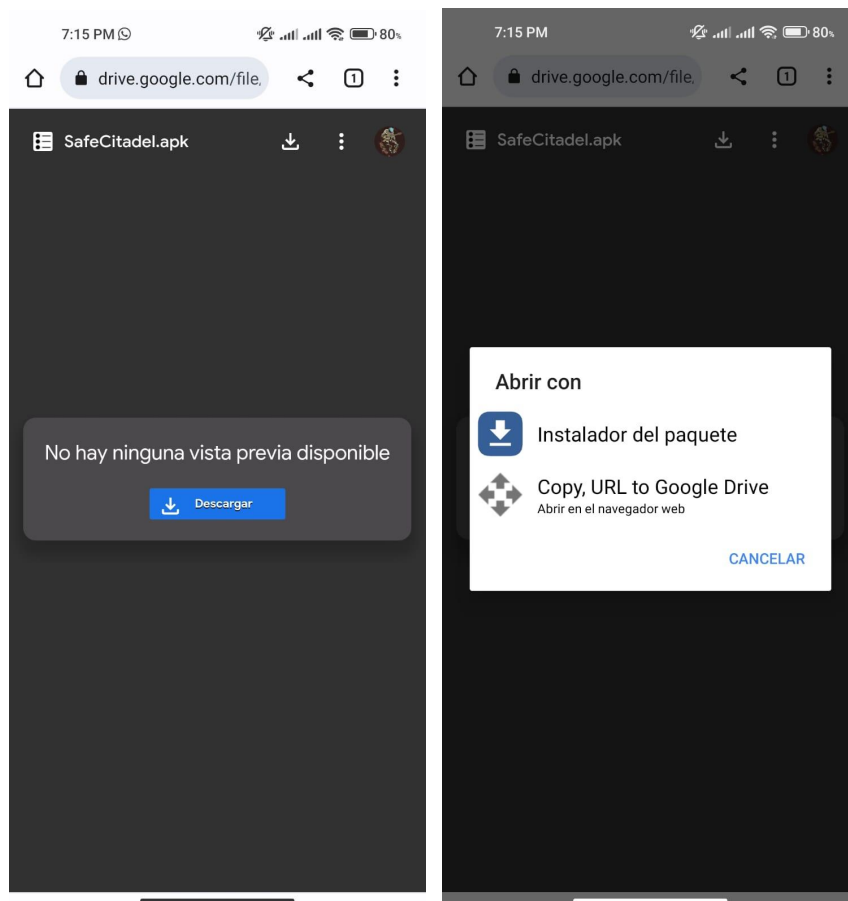 7:15 PM 80%
drive.google.com/file, 1
SafeCitadel.apk
No hay ninguna vista previa disponible
Descargar
7:15 PM 80%
drive.google.com/file, 1
SafeCitadel.apk
Abrir con
Instalador del paquete
Copy, URL to Google Drive
Abrir en el navegador web
CANCELAR